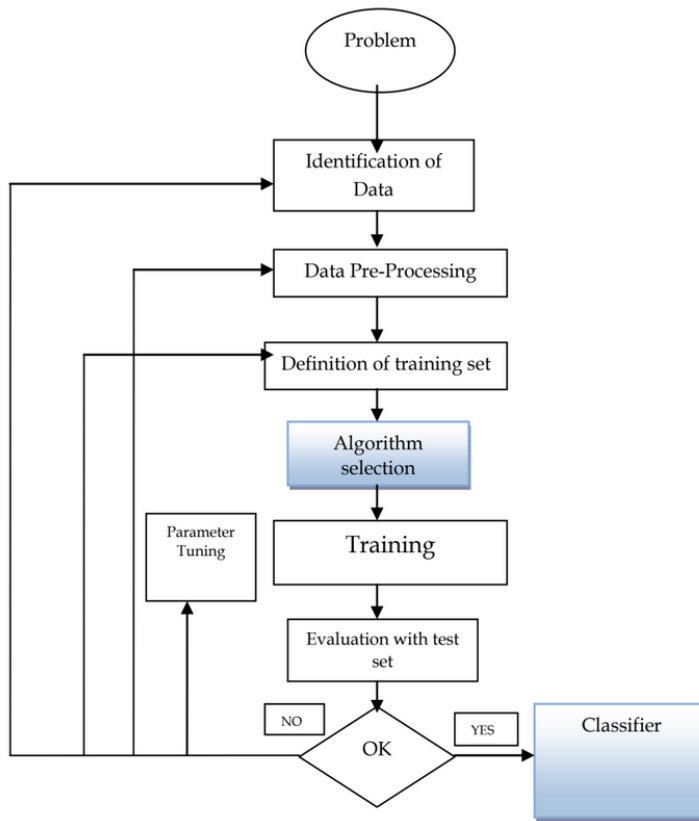 Problem
Identification of
Data
Data Pre-Processing
Definition of training set
Algorithm
selection
Parameter
Tuning
Training
Evaluation with test
set
NO
OK
YES
Classifier